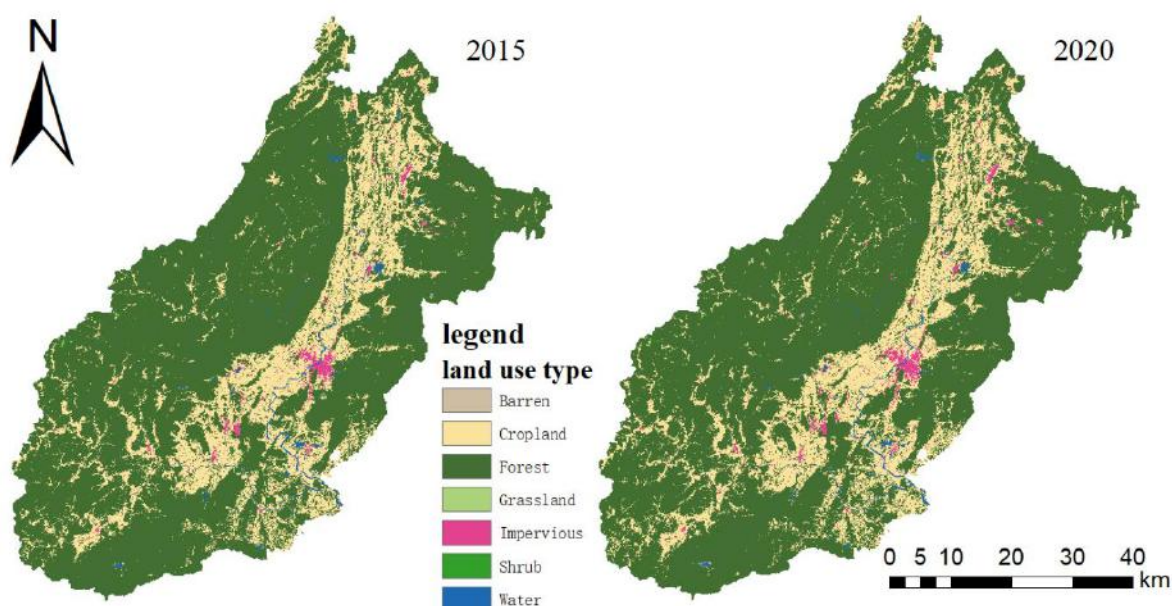 N
2015
2020
legend
land use type
Barren
Cropland
Forest
Grassland
Impervious
Shrub
Water
0 5 10 20 30 40
km